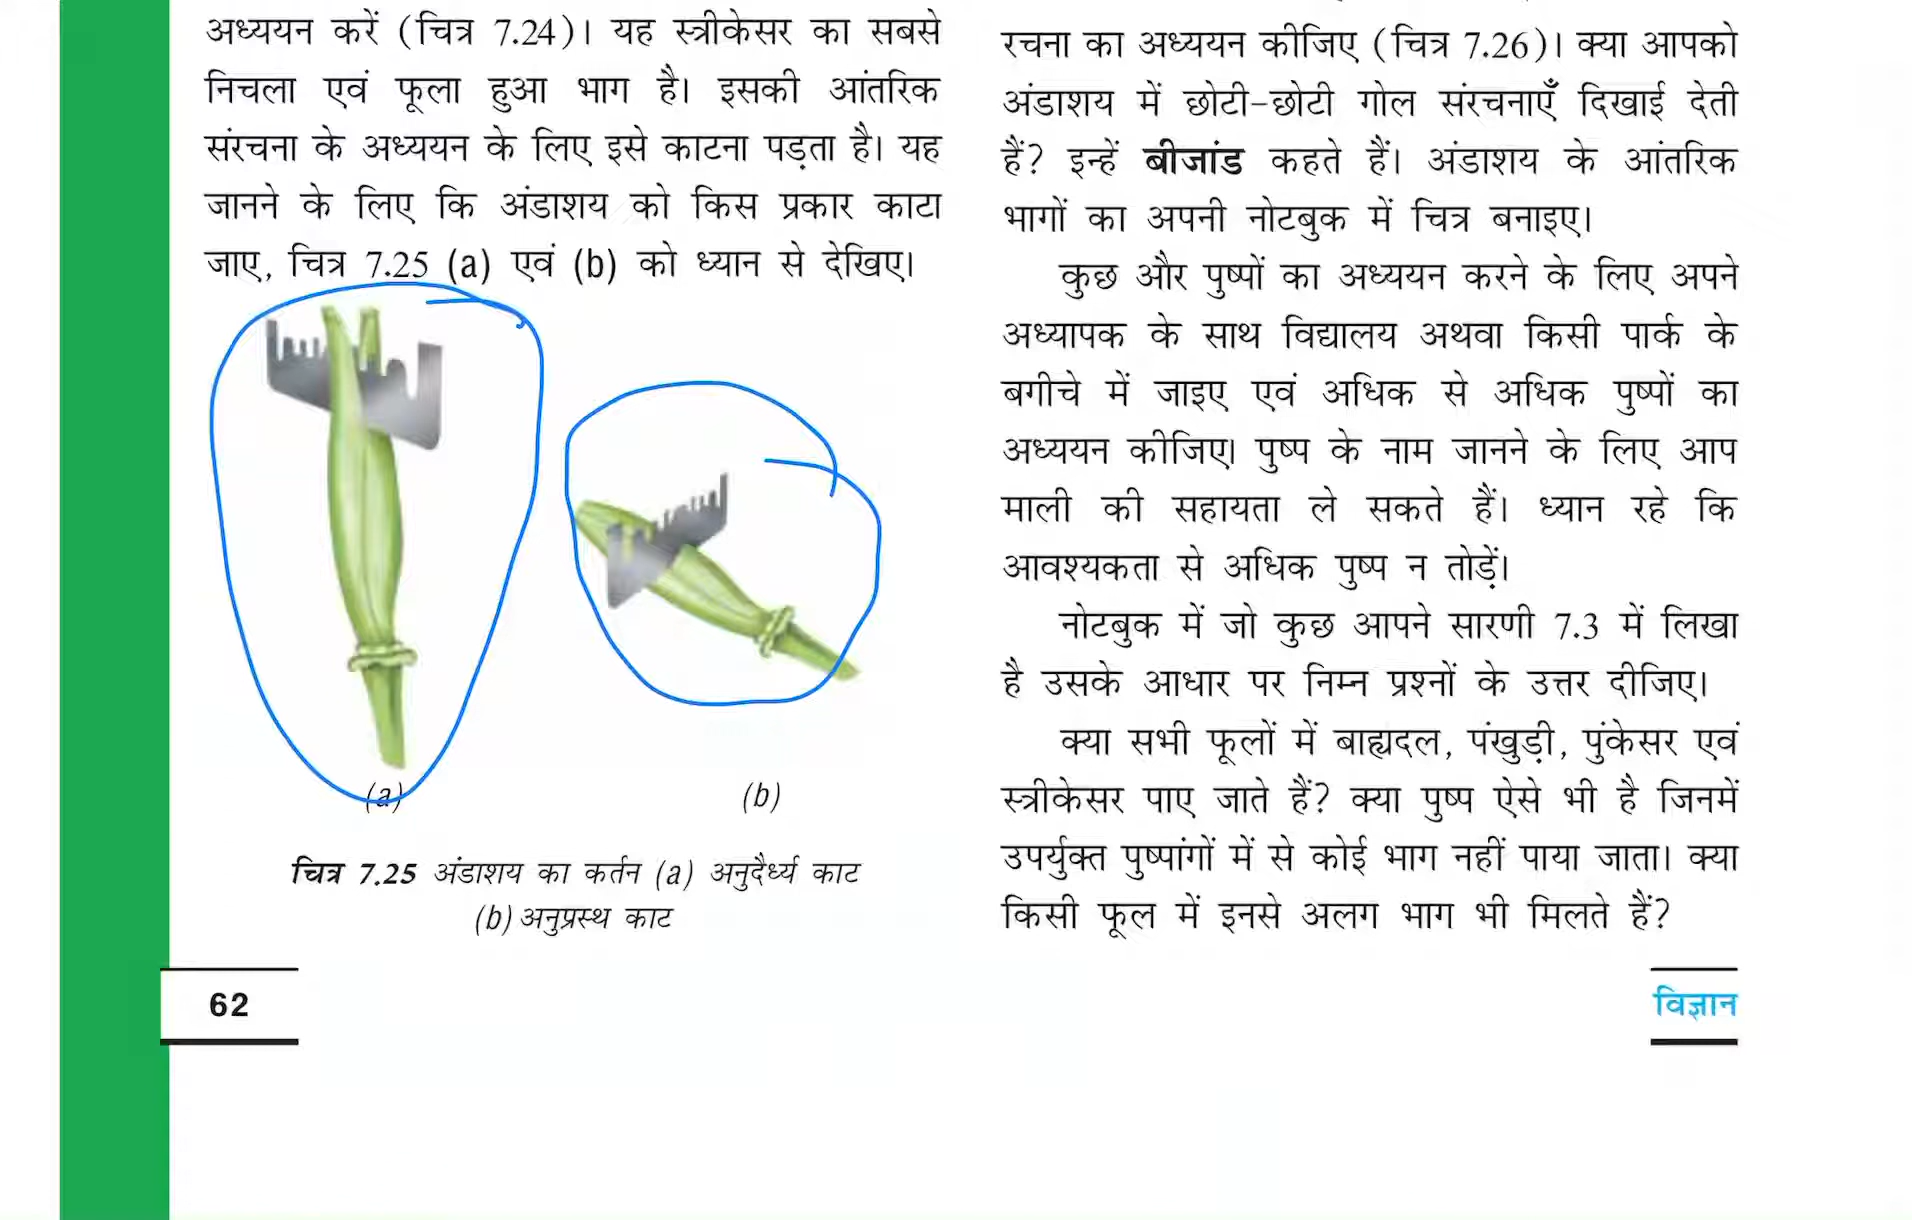 अध्ययन करें (चित्र 7.24)। यह स्त्रीकेसर का सबसे
निचला एवं फूला हुआ भाग है। इसकी आंतरिक
संरचना के अध्ययन के लिए इसे काटना पड़ता है। यह
जानने के लिए कि अंडाशय को किस प्रकार काटा
जाए, चित्र 7.25 (a) एवं (b) को ध्यान से देखिए।
(a)
(b)
चित्र 7.25 अंडाशय का कर्तन (a) अनुदैर्ध्य काट
(b) अनुप्रस्थ काट
रचना का अध्ययन कीजिए (चित्र 7.26)। क्या आपको
अंडाशय में छोटी-छोटी गोल संरचनाएँ दिखाई देती
हैं? इन्हें बीजांड कहते हैं। अंडाशय के आंतरिक
भागों का अपनी नोटबुक में चित्र बनाइए।
कुछ और पुष्पों का अध्ययन करने के लिए अपने
अध्यापक के साथ विद्यालय अथवा किसी पार्क के
बगीचे में जाइए एवं अधिक से अधिक पुष्पों का
अध्ययन कीजिए। पुष्प के नाम जानने के लिए आप
माली की सहायता ले सकते हैं। ध्यान रहे कि
आवश्यकता से अधिक पुष्प न तोड़ें।
नोटबुक में जो कुछ आपने सारणी 7.3 में लिखा
है उसके आधार पर निम्न प्रश्नों के उत्तर दीजिए।
क्या सभी फूलों में बाह्यदल, पंखुड़ी, पुंकेसर एवं
स्त्रीकेसर पाए जाते हैं? क्या पुष्प ऐसे भी है जिनमें
उपर्युक्त पुष्पांगों में से कोई भाग नहीं पाया जाता। क्या
किसी फूल में इनसे अलग भाग भी मिलते हैं?
62
विज्ञान